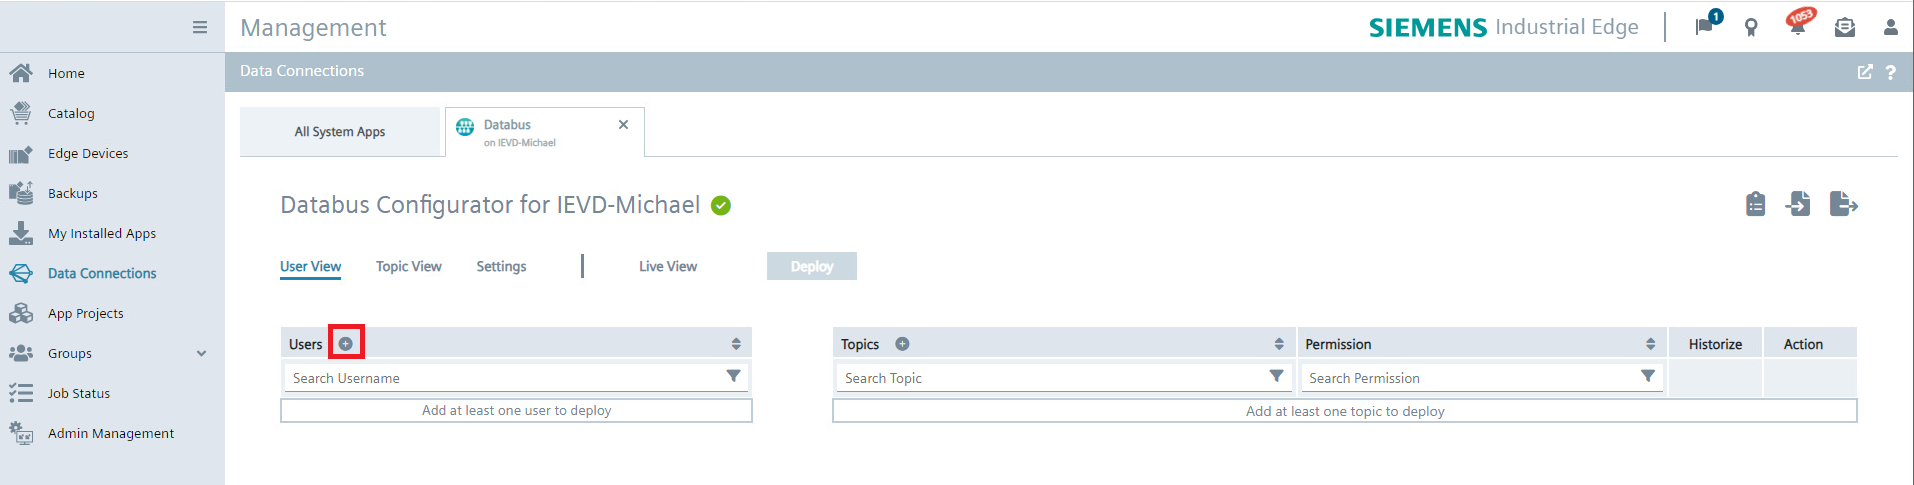 Management
SIEMENS Industrial Edge
1
1053
Home
Catalog
Edge Devices
Backups
My Installed Apps
Data Connections
App Projects
Groups
Job Status
Admin Management
Data Connections
?
All System Apps
Databus
on IEVD-Michael
Databus Configurator for IEVD-Michael
User View Topic View Settings Live View Deploy
Users
Search Username
Add at least one user to deploy
Topics Permission Historize Action
Search Topic Search Permission
Add at least one topic to deploy